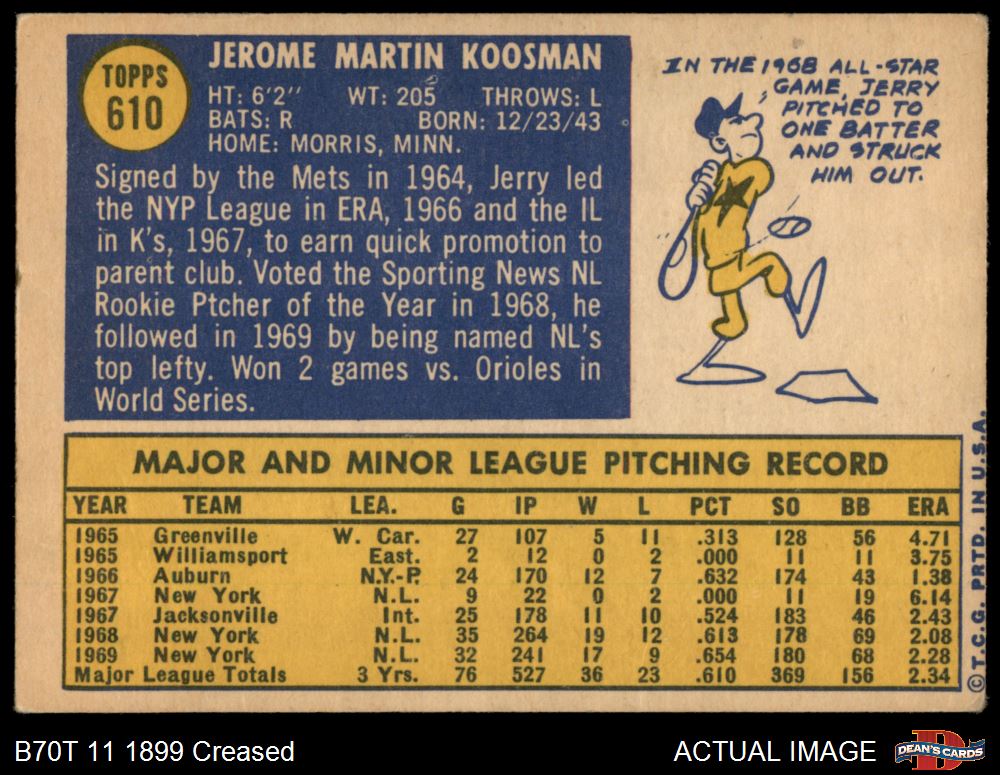 TOPPS
610
JEROME MARTIN KOOSMAN
HT: 6'2" WT: 205 THROWS: L
BATS: R BORN: 12/23/43
HOME: MORRIS, MINN.
Signed by the Mets in 1964, Jerry led
the NYP League in ERA, 1966 and the IL
in K's, 1967, to earn quick promotion to
parent club. Voted the Sporting News NL
Rookie Ptcher of the Year in 1968, he
followed in 1969 by being named NL's
top lefty. Won 2 games vs. Orioles in
World Series.
IN THE 1968 ALL-STAR
GAME, JERRY
PITCHED TO
ONE BATTER
AND STRUCK
HIM OUT.
MAJOR AND MINOR LEAGUE PITCHING RECORD
YEAR TEAM LEA. G IP W L PCT SO BB ERA
1965 Greenville W. Car. 27 107 5 11 .313 128 56 4.71
1965 Williamsport East. 2 12 0 2 .000 11 11 3.75
1966 Auburn N.Y.-P. 24 170 12 7 .632 174 43 1.38
1967 New York N.L. 9 22 0 2 .000 11 19 6.14
1967 Jacksonville Int. 25 178 11 10 .524 183 46 2.43
1968 New York N.L. 35 264 19 12 .613 178 69 2.08
1969 New York N.L. 32 241 17 9 .654 180 68 2.28
Major League Totals 3 Yrs. 76 527 36 23 .610 369 156 2.34
©T.C.G. PRTD. IN U.S.A.
B70T 11 1899 Creased
ACTUAL IMAGE
DEAN'S CARDS